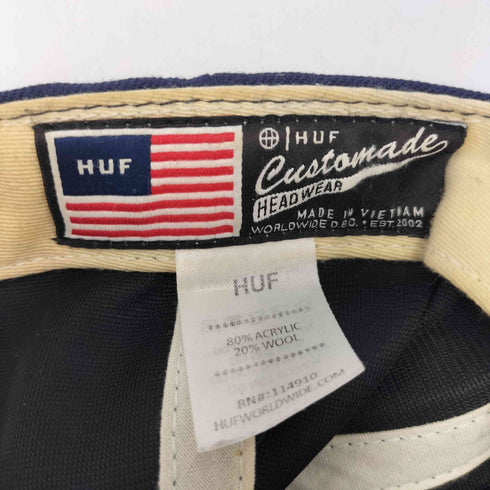 HUF
HUF
Customade
HEADWEAR
MADE IN VIETNAM
WORLDWIDE D.B.C. EST.2002
HUF
80% ACRYLIC
20% WOOL
RN#:114910
HUFWORLDWIDE.COM